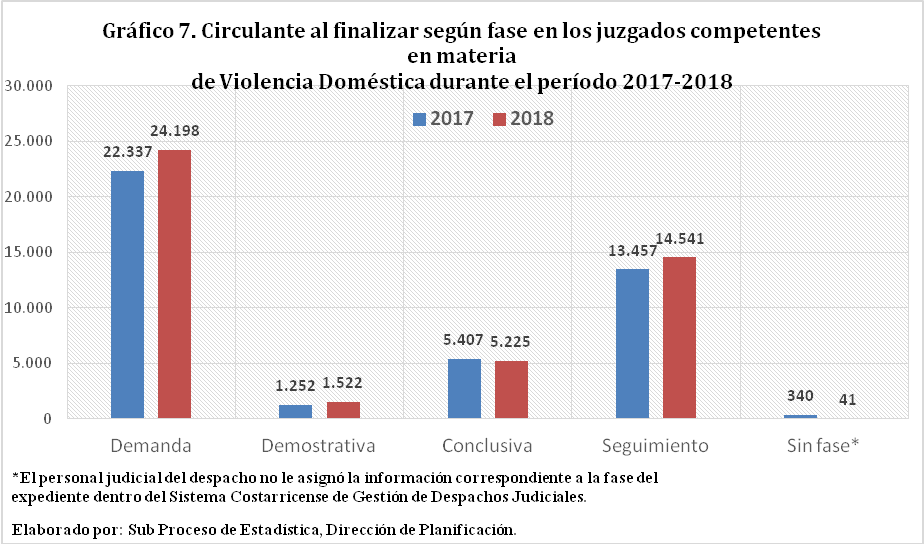 Gráfico 7. Circulante al finalizar según fase en los juzgados competentes
en materia
de Violencia Doméstica durante el período 2017-2018
30.000
2017 2018
25.000
20.000
15.000
10.000
5.000
0
22.337 24.198
1.252 1.522
5.407 5.225
13.457 14.541
340 41
Demanda Demostrativa Conclusiva Seguimiento Sin fase*
*El personal judicial del despacho no le asignó la información correspondiente a la fase del
expediente dentro del Sistema Costarricense de Gestión de Despachos Judiciales.
Elaborado por: Sub Proceso de Estadística, Dirección de Planificación.